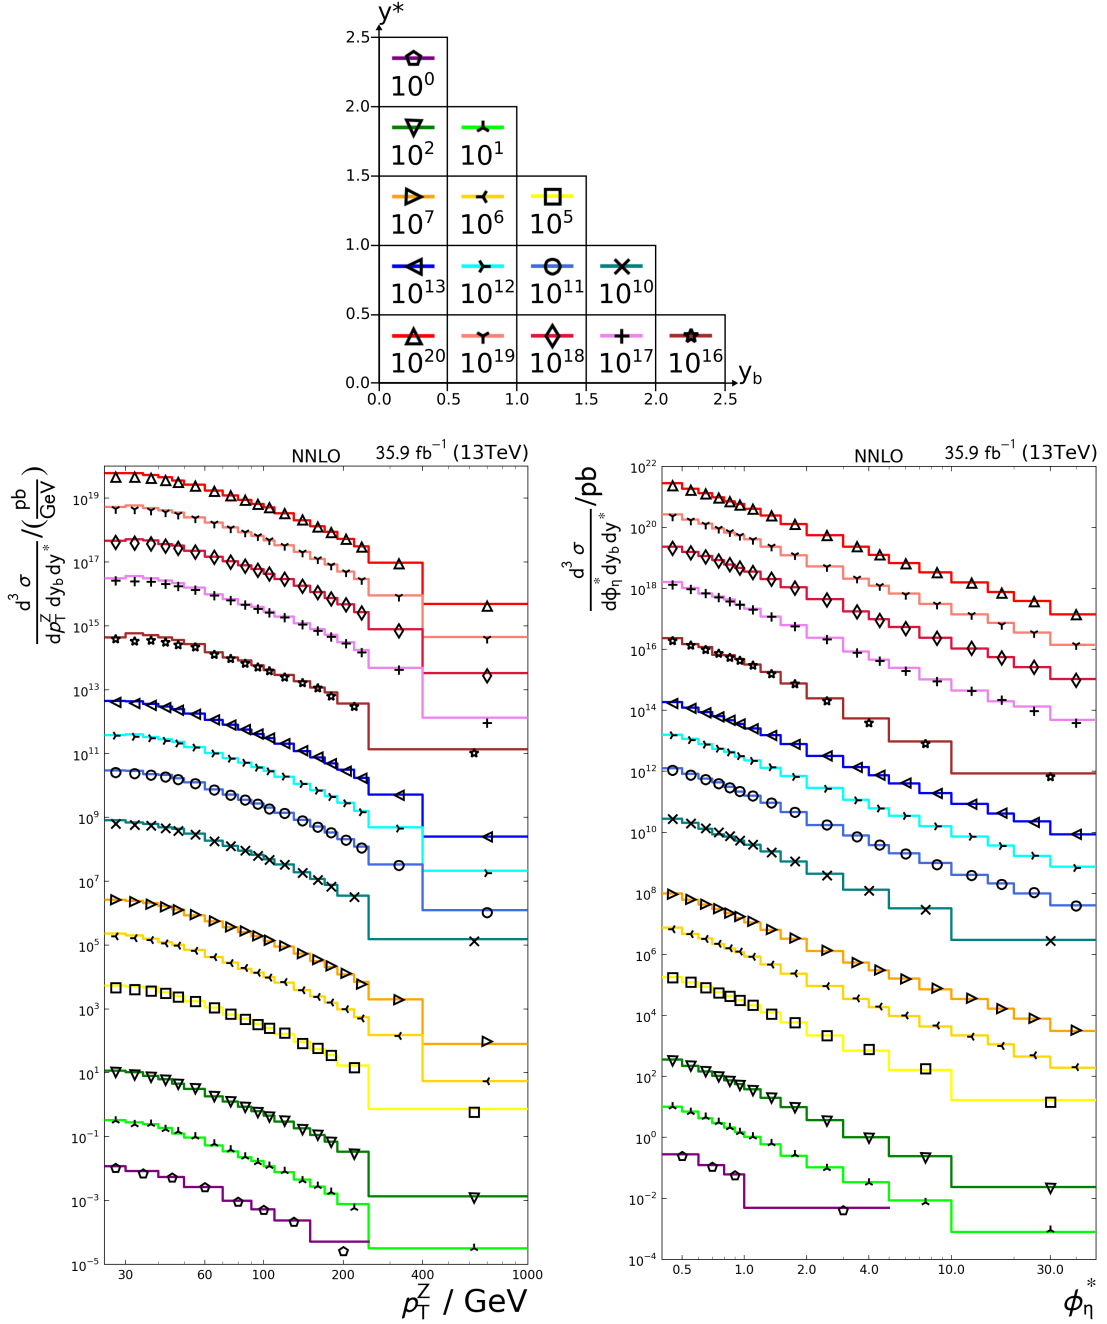 y*
2.5
10^0
2.0
10^2 10^1
1.5
10^7 10^6 10^5
1.0
10^13 10^12 10^11 10^10
0.5
10^20 10^19 10^18 10^17 10^16
0.0 y_b
0.0 0.5 1.0 1.5 2.0 2.5
NNLO 35.9 fb^−1 (13TeV)
d^3 σ / dp_T^Z dy_b dy^* /(pb/GeV)
10^19
10^17
10^15
10^13
10^11
10^9
10^7
10^5
10^3
10^1
10^−1
10^−3
10^−5
30 60 100 200 400 1000
p_T^Z / GeV
NNLO 35.9 fb^−1 (13TeV)
d^3 σ / dϕ_η^* dy_b dy^* /pb
10^22
10^20
10^18
10^16
10^14
10^12
10^10
10^8
10^6
10^4
10^2
10^0
10^−2
10^−4
0.5 1.0 2.0 4.0 10.0 30.0
ϕ_η^*